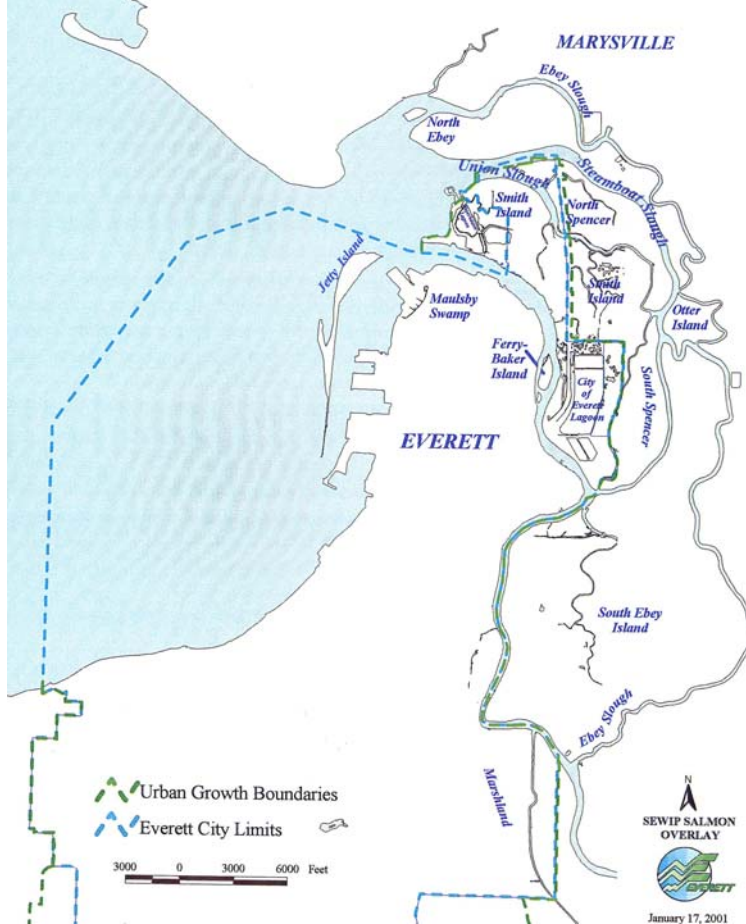 MARYSVILLE
Ebey Slough
North
Ebey
Union Slough
Steamboat Slough
Smith
Island
North
Spencer
Jetty Island
Smith
Island
Maulsby
Swamp
Otter
Island
Ferry-
Baker
Island
City
of
Everett
Lagoon
South Spencer
EVERETT
South Ebey
Island
Ebey Slough
Marshland
Urban Growth Boundaries
Everett City Limits
3000 0 3000 6000 Feet
N
SEWIP SALMON
OVERLAY
EVERETT
January 17, 2001